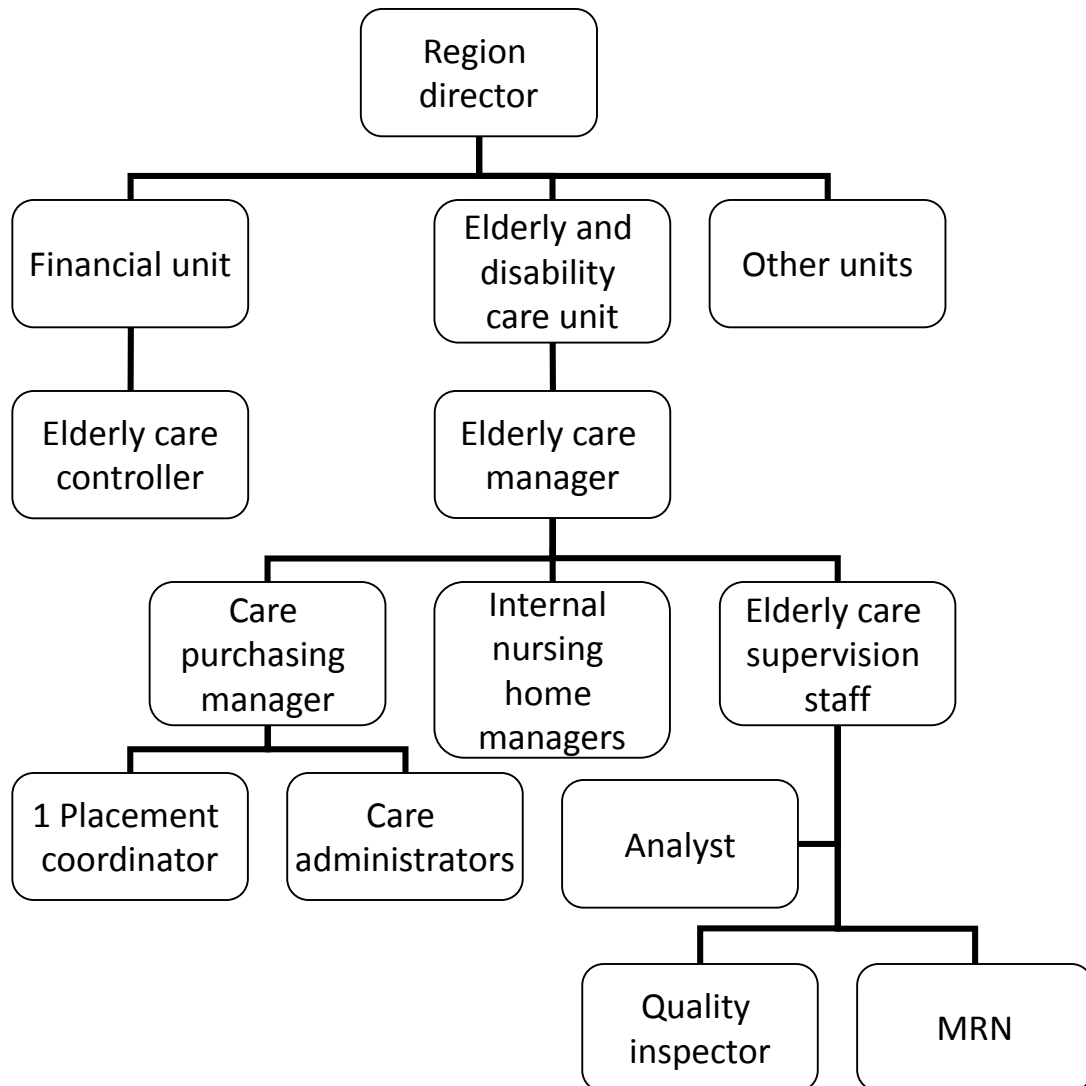 Region
director
Financial unit
Elderly and
disability
care unit
Other units
Elderly care
controller
Elderly care
manager
Care
purchasing
manager
Internal
nursing
home
managers
Elderly care
supervision
staff
1 Placement
coordinator
Care
administrators
Analyst
Quality
inspector
MRN